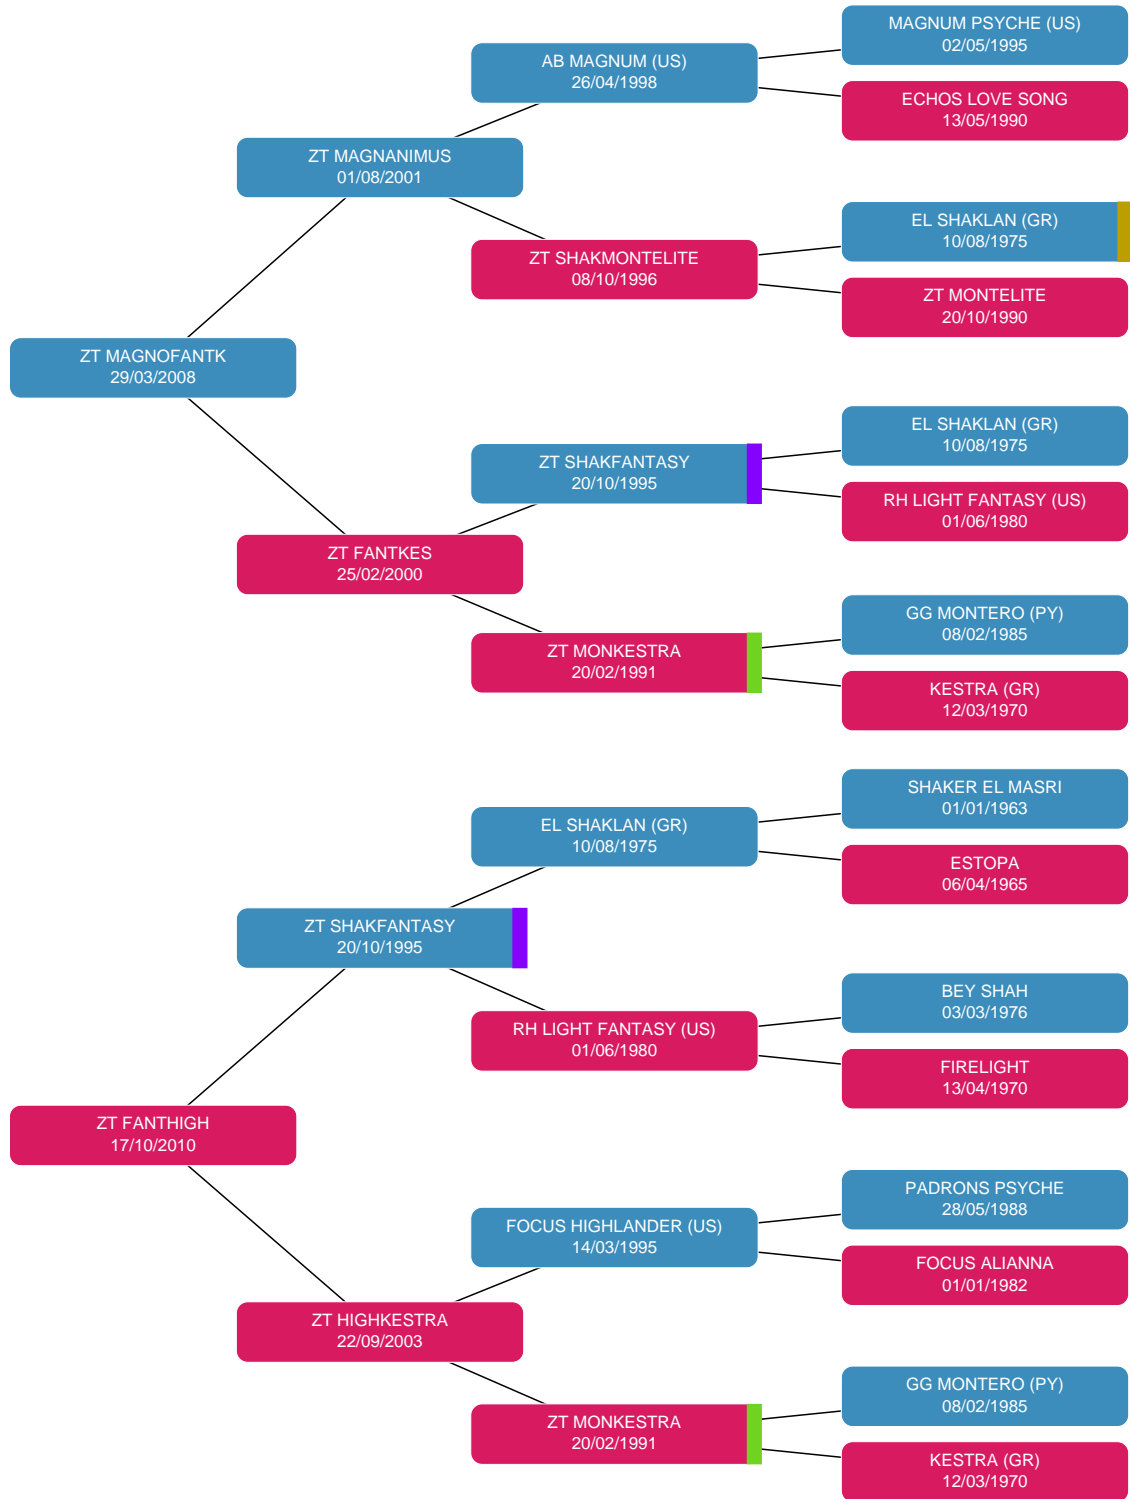 MAGNUM PSYCHE (US)
02/05/1995
AB MAGNUM (US)
26/04/1998
ECHOS LOVE SONG
13/05/1990
ZT MAGNANIMUS
01/08/2001
EL SHAKLAN (GR)
10/08/1975
ZT SHAKMONTELITE
08/10/1996
ZT MONTELITE
20/10/1990
ZT MAGNOFANTK
29/03/2008
EL SHAKLAN (GR)
10/08/1975
ZT SHAKFANTASY
20/10/1995
RH LIGHT FANTASY (US)
01/06/1980
ZT FANTKES
25/02/2000
GG MONTERO (PY)
08/02/1985
ZT MONKESTRA
20/02/1991
KESTRA (GR)
12/03/1970
SHAKER EL MASRI
01/01/1963
EL SHAKLAN (GR)
10/08/1975
ESTOPA
06/04/1965
ZT SHAKFANTASY
20/10/1995
BEY SHAH
03/03/1976
RH LIGHT FANTASY (US)
01/06/1980
FIRELIGHT
13/04/1970
ZT FANTHIGH
17/10/2010
PADRONS PSYCHE
28/05/1988
FOCUS HIGHLANDER (US)
14/03/1995
FOCUS ALIANNA
01/01/1982
ZT HIGHKESTRA
22/09/2003
GG MONTERO (PY)
08/02/1985
ZT MONKESTRA
20/02/1991
KESTRA (GR)
12/03/1970